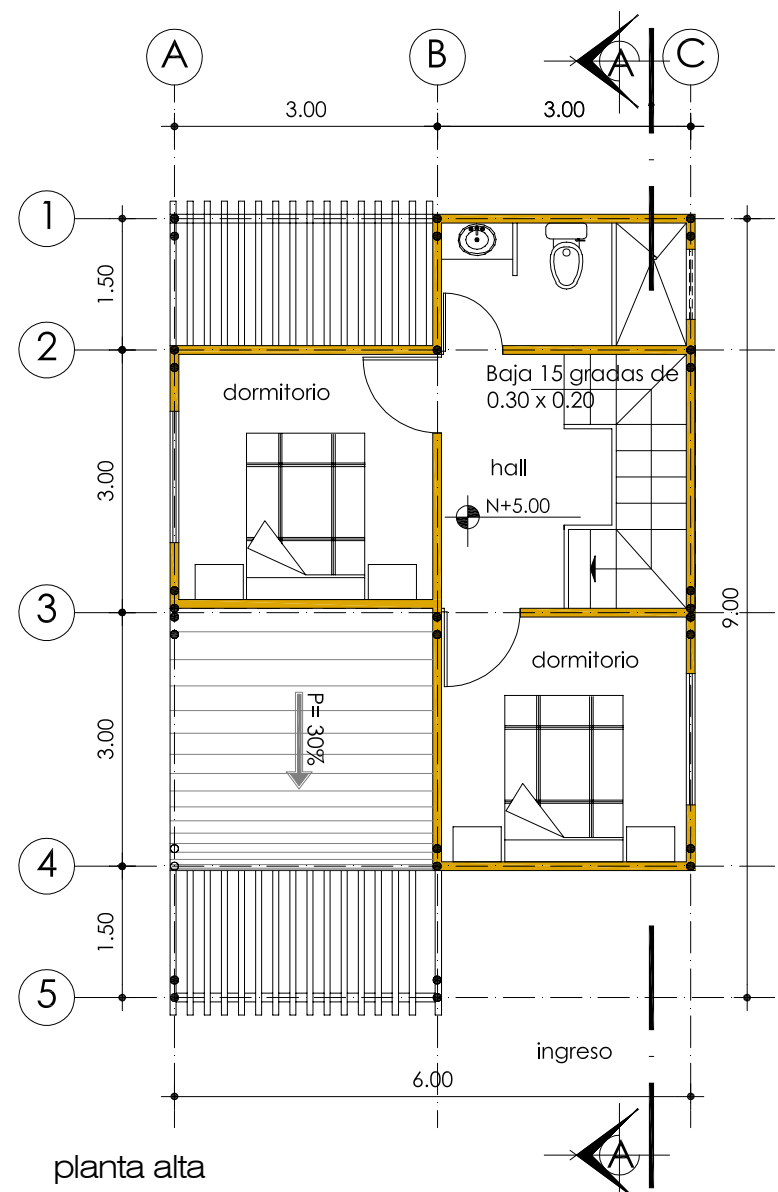 A
B
A
C
3.00
3.00
1
1.50
2
dormitorio
Baja 15 gradas de
0.30 x 0.20
3.00
hall
N+5.00
3
9.00
dormitorio
P= 30%
3.00
4
1.50
5
ingreso
6.00
A
planta alta